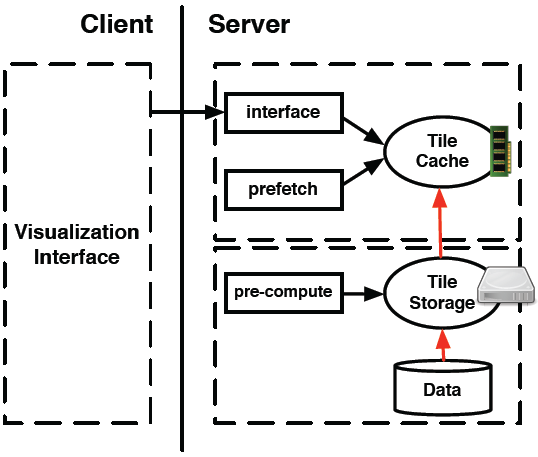 Client
Server
interface
Tile
Cache
prefetch
Visualization
Interface
pre-compute
Tile
Storage
Data